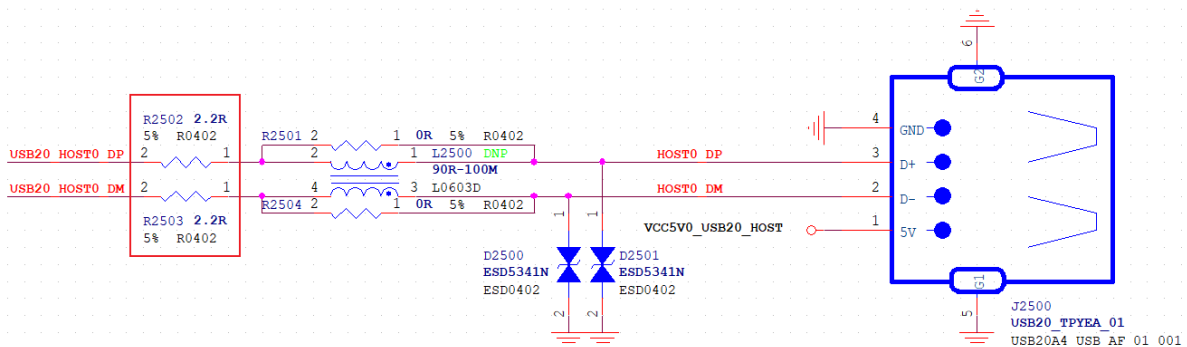 R2502 2.2R
5% R0402
USB20 HOST0 DP 2 1
USB20 HOST0 DM 2 1
R2503 2.2R
5% R0402
R2501 2 1 0R 5% R0402
2 1 L2500 DNP
90R-100M
4 3 L0603D
R2504 2 1 0R 5% R0402
HOST0 DP
HOST0 DM
VCC5V0_USB20_HOST
1 1
D2500 D2501
ESD5341N ESD5341N
ESD0402 ESD0402
2 2
6
G2
4 GND
3 D+
2 D-
1 5V
G1
5
J2500
USB20_TPYEA_01
USB20A4 USB AF 01 001